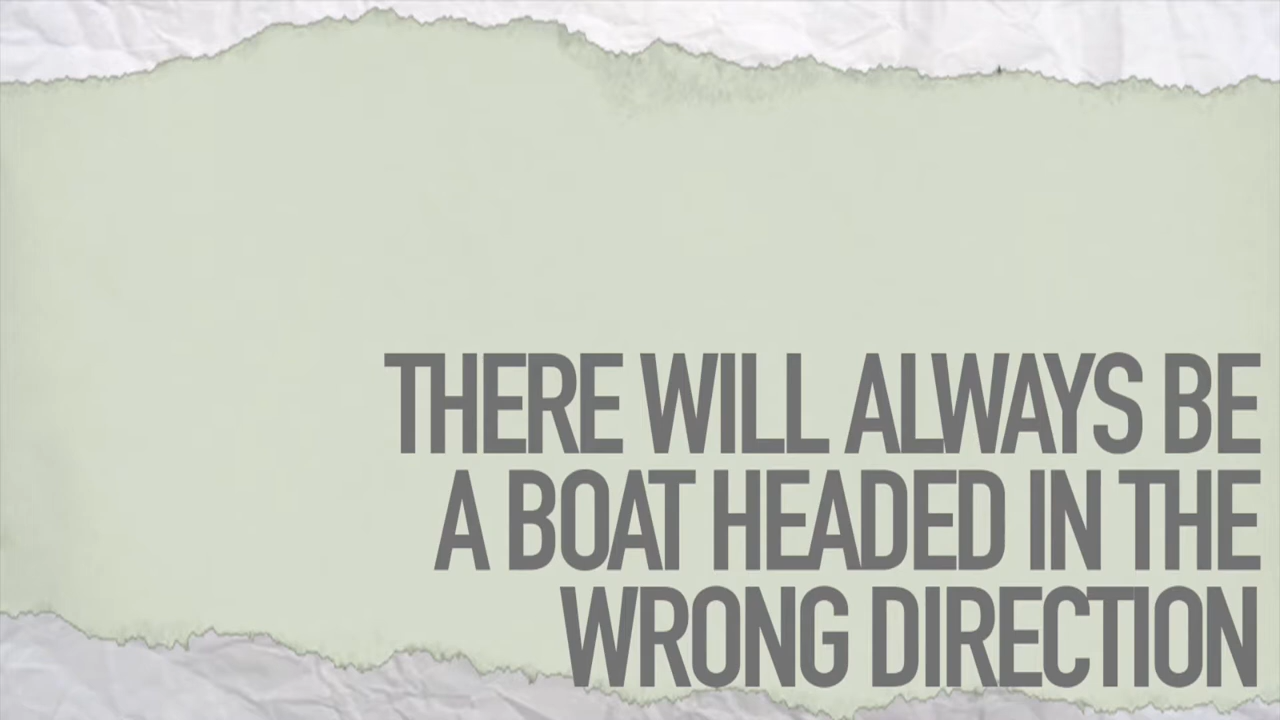 THERE WILL ALWAYS BE
A BOAT HEADED IN THE
WRONG DIRECTION